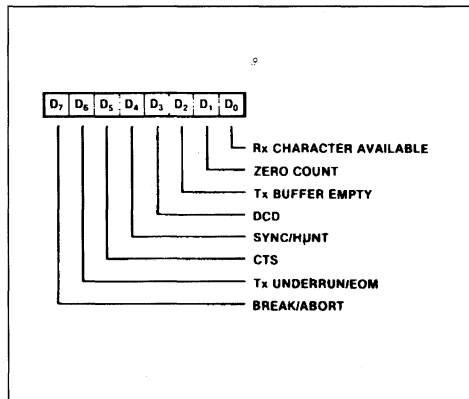 D7 D6 D5 D4 D3 D2 D1 D0
Rx CHARACTER AVAILABLE
ZERO COUNT
Tx BUFFER EMPTY
DCD
SYNC/HUNT
CTS
Tx UNDERRUN/EOM
BREAK/ABORT